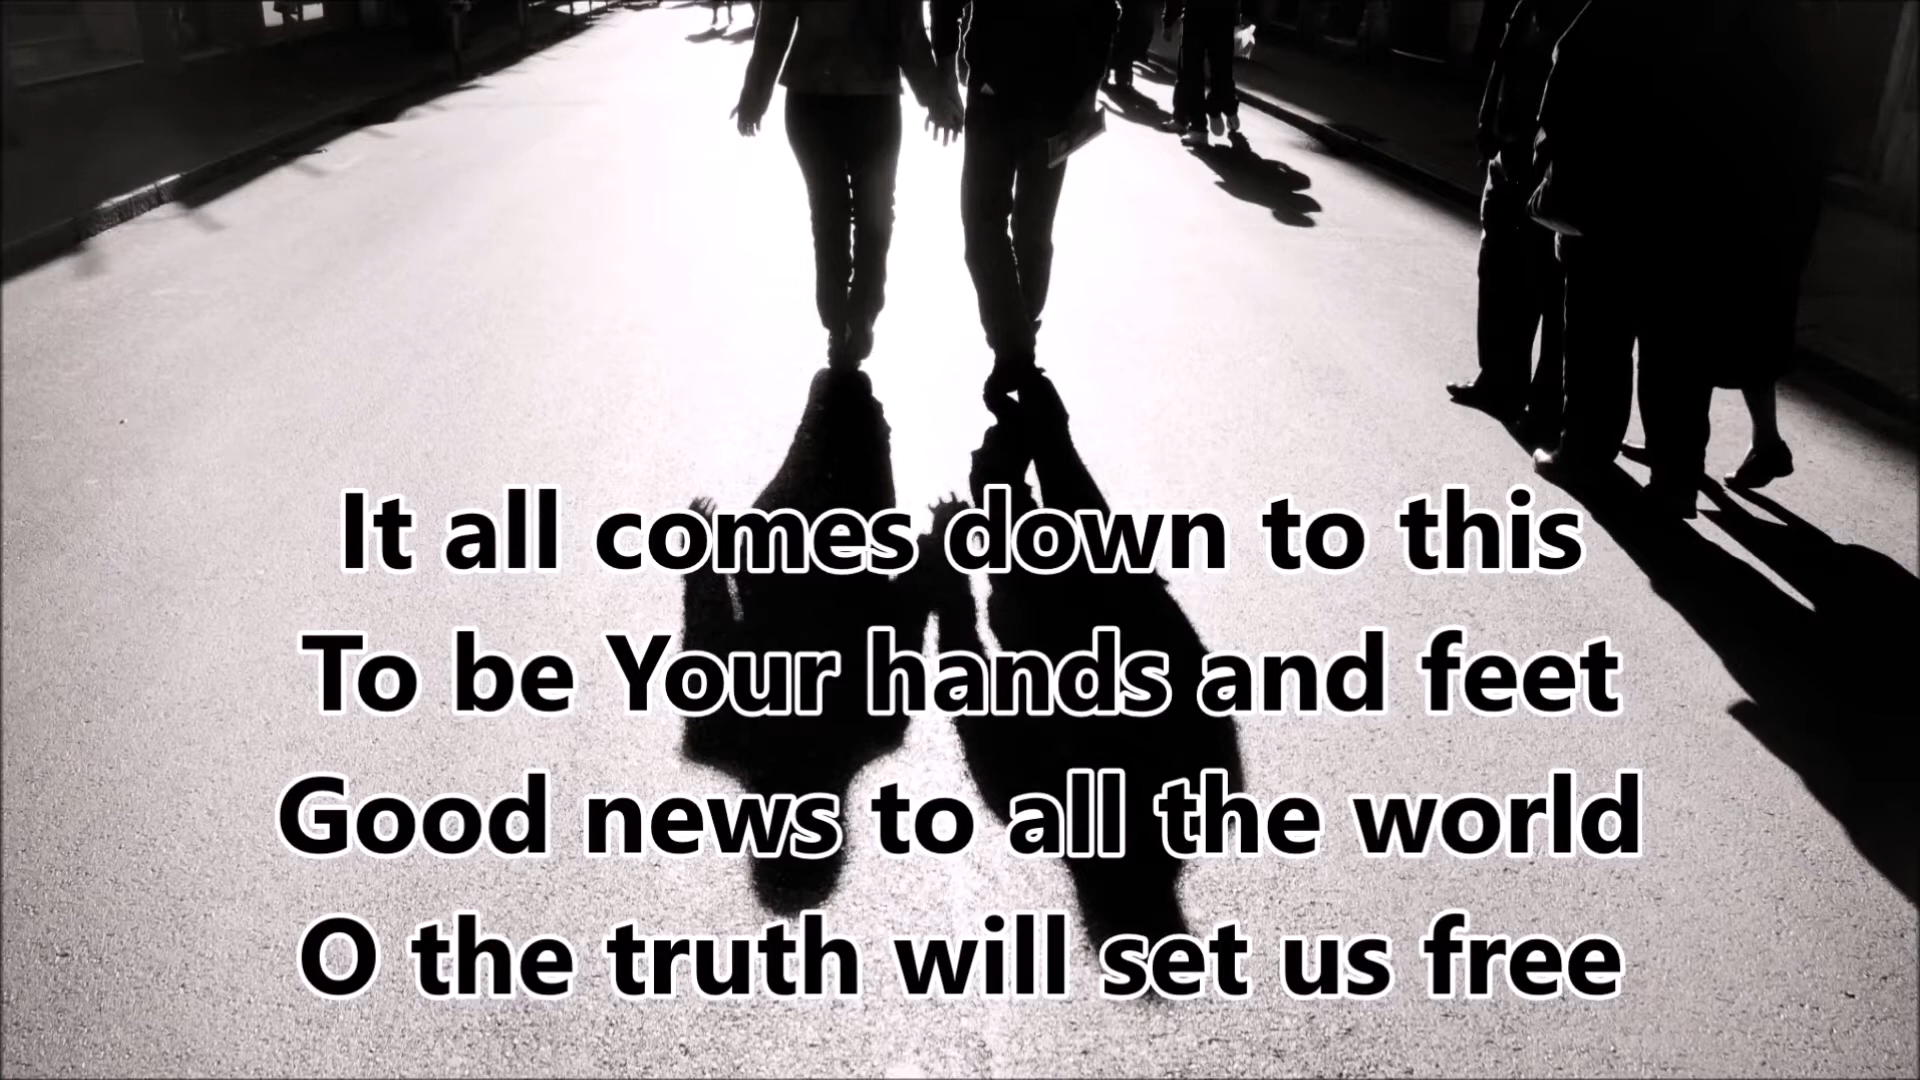 It all comes down to this
To be Your hands and feet
Good news to all the world
O the truth will set us free